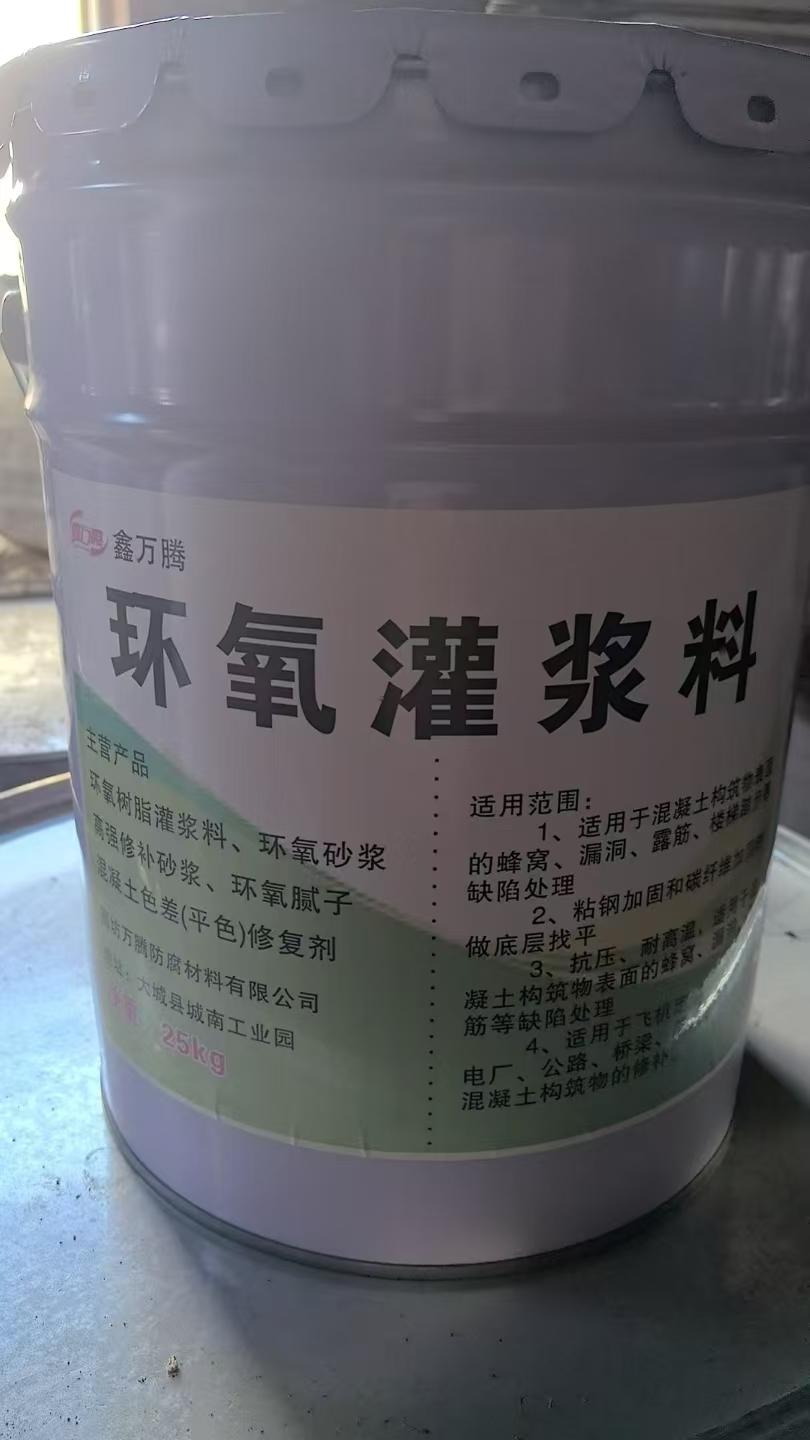 鑫万腾
环氧灌浆料
主营产品
环氧树脂灌浆料、环氧砂浆
高强修补砂浆、环氧腻子
混凝土色差(平色)修复剂
坊万腾防腐材料有限公司
地址：大城县城南工业园
25kg
适用范围：
1、适用于混凝土构筑物表面
的蜂窝、漏洞、露筋、楼梯
缺陷处理
2、粘钢加固和碳纤维加
做底层找平
3、抗压、耐高温，适用于
凝土构筑物表面的蜂窝、漏
筋等缺陷处理
4、适用于飞机
电厂、公路、桥梁、
混凝土构筑物的修补